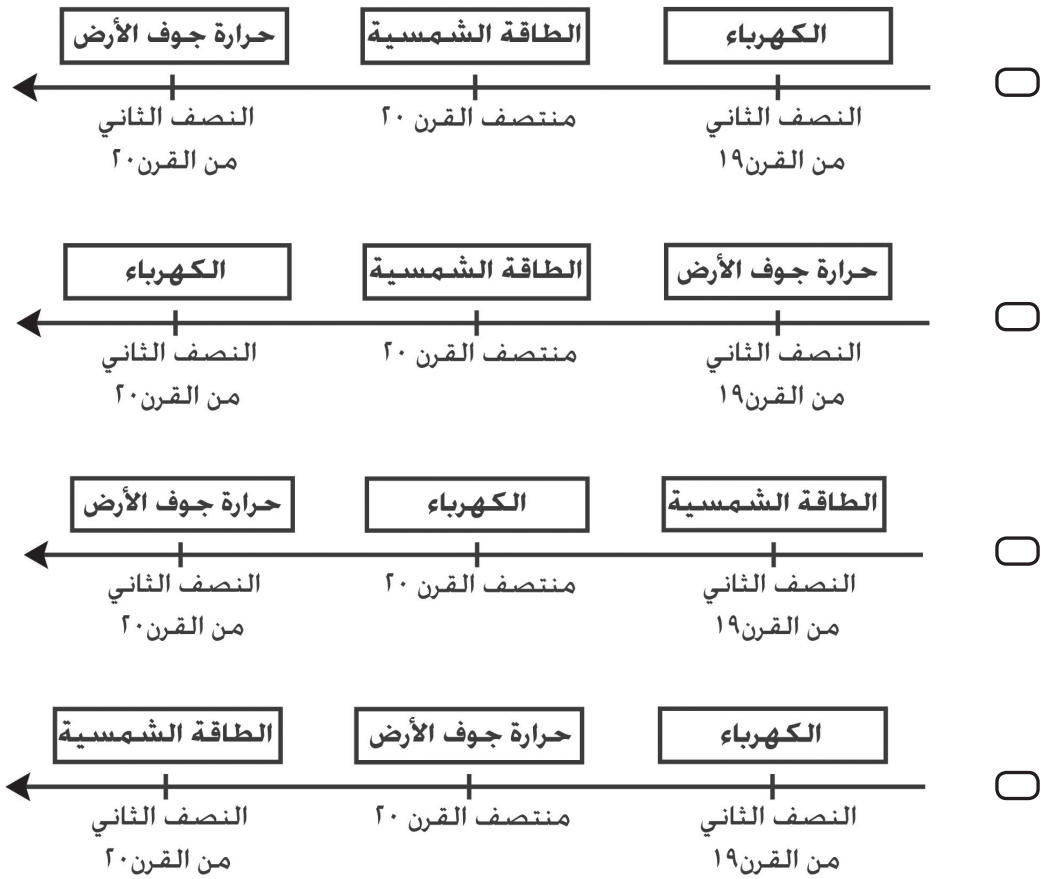 الكهرباء الطاقة الشمسية حرارة جوف الأرض
النصف الثاني منتصف القرن ٢٠ النصف الثاني
من القرن١٩ من القرن٢٠
حرارة جوف الأرض الطاقة الشمسية الكهرباء
النصف الثاني منتصف القرن ٢٠ النصف الثاني
من القرن١٩ من القرن٢٠
الطاقة الشمسية الكهرباء حرارة جوف الأرض
النصف الثاني منتصف القرن ٢٠ النصف الثاني
من القرن١٩ من القرن٢٠
الكهرباء حرارة جوف الأرض الطاقة الشمسية
النصف الثاني منتصف القرن ٢٠ النصف الثاني
من القرن١٩ من القرن٢٠